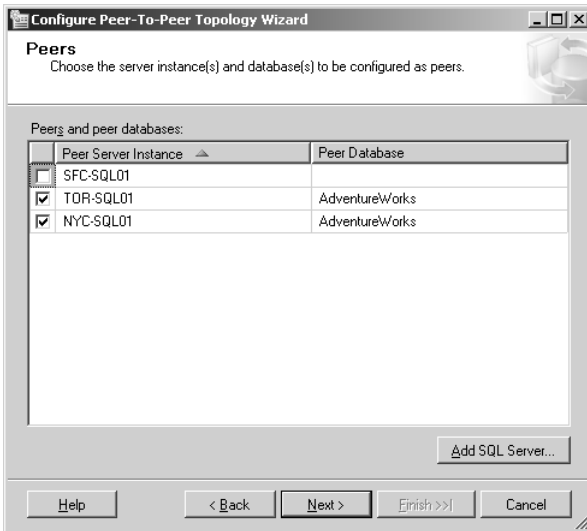 Configure Peer-To-Peer Topology Wizard
Peers
Choose the server instance(s) and database(s) to be configured as peers.
Peers and peer databases:
Peer Server Instance Peer Database
SFC-SQL01
TOR-SQL01 AdventureWorks
NYC-SQL01 AdventureWorks
Add SQL Server...
Help < Back Next > Finish >>| Cancel